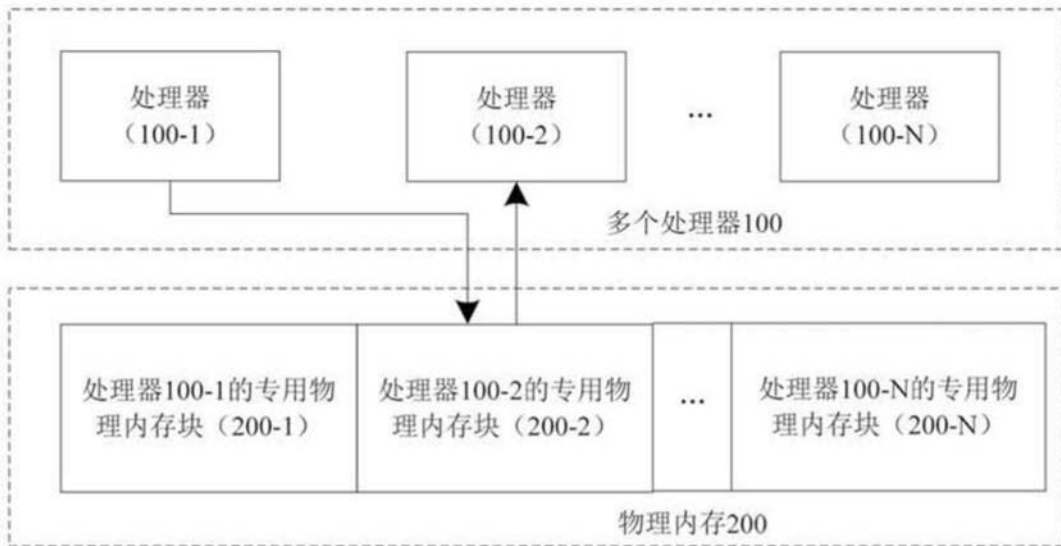 处理器
（100-1）
处理器
（100-2）
...
处理器
（100-N）
多个处理器100
处理器100-1的专用物
理内存块（200-1）
处理器100-2的专用物
理内存块（200-2）
...
处理器100-N的专用物
理内存块（200-N）
物理内存200